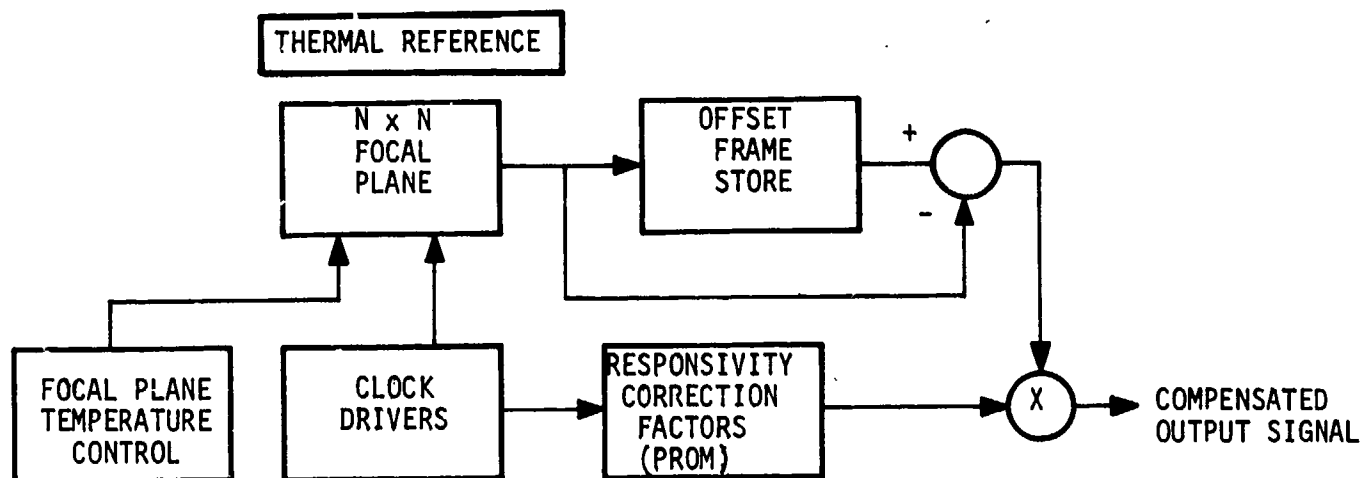 THERMAL REFERENCE
N x N
FOCAL
PLANE
OFFSET
FRAME
STORE
+
-
FOCAL PLANE
TEMPERATURE
CONTROL
CLOCK
DRIVERS
RESPONSIVITY
CORRECTION
FACTORS
(PROM)
X
COMPENSATED
OUTPUT SIGNAL